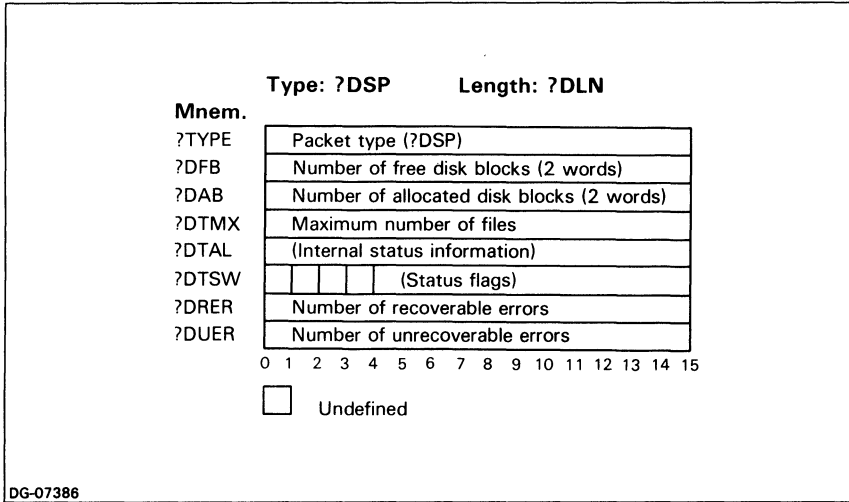 Type: ?DSP Length: ?DLN
Mnem.
?TYPE Packet type (?DSP)
?DFB Number of free disk blocks (2 words)
?DAB Number of allocated disk blocks (2 words)
?DTMX Maximum number of files
?DTAL (Internal status information)
?DTSW (Status flags)
?DRER Number of recoverable errors
?DUER Number of unrecoverable errors
0 1 2 3 4 5 6 7 8 9 10 11 12 13 14 15
Undefined
DG-07386